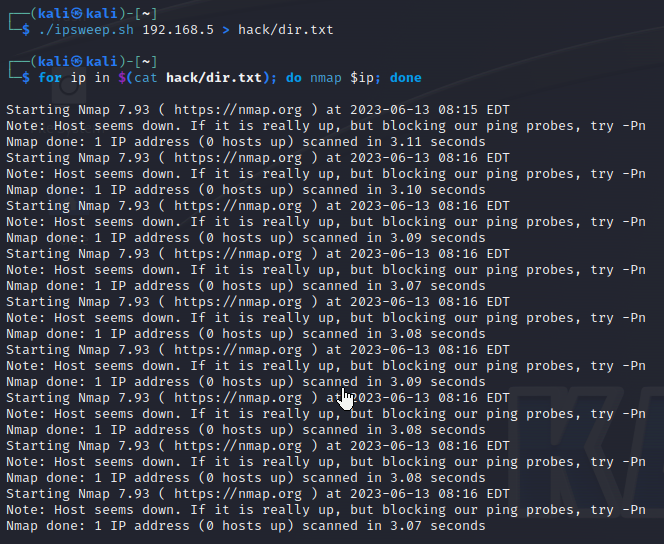 ┌──(kali㉿kali)-[~]
└─$ ./ipsweep.sh 192.168.5 > hack/dir.txt
┌──(kali㉿kali)-[~]
└─$ for ip in $(cat hack/dir.txt); do nmap $ip; done
Starting Nmap 7.93 ( https://nmap.org ) at 2023-06-13 08:15 EDT
Note: Host seems down. If it is really up, but blocking our ping probes, try -Pn
Nmap done: 1 IP address (0 hosts up) scanned in 3.11 seconds
Starting Nmap 7.93 ( https://nmap.org ) at 2023-06-13 08:16 EDT
Note: Host seems down. If it is really up, but blocking our ping probes, try -Pn
Nmap done: 1 IP address (0 hosts up) scanned in 3.10 seconds
Starting Nmap 7.93 ( https://nmap.org ) at 2023-06-13 08:16 EDT
Note: Host seems down. If it is really up, but blocking our ping probes, try -Pn
Nmap done: 1 IP address (0 hosts up) scanned in 3.09 seconds
Starting Nmap 7.93 ( https://nmap.org ) at 2023-06-13 08:16 EDT
Note: Host seems down. If it is really up, but blocking our ping probes, try -Pn
Nmap done: 1 IP address (0 hosts up) scanned in 3.07 seconds
Starting Nmap 7.93 ( https://nmap.org ) at 2023-06-13 08:16 EDT
Note: Host seems down. If it is really up, but blocking our ping probes, try -Pn
Nmap done: 1 IP address (0 hosts up) scanned in 3.08 seconds
Starting Nmap 7.93 ( https://nmap.org ) at 2023-06-13 08:16 EDT
Note: Host seems down. If it is really up, but blocking our ping probes, try -Pn
Nmap done: 1 IP address (0 hosts up) scanned in 3.09 seconds
Starting Nmap 7.93 ( https://nmap.org ) at 2023-06-13 08:16 EDT
Note: Host seems down. If it is really up, but blocking our ping probes, try -Pn
Nmap done: 1 IP address (0 hosts up) scanned in 3.08 seconds
Starting Nmap 7.93 ( https://nmap.org ) at 2023-06-13 08:16 EDT
Note: Host seems down. If it is really up, but blocking our ping probes, try -Pn
Nmap done: 1 IP address (0 hosts up) scanned in 3.08 seconds
Starting Nmap 7.93 ( https://nmap.org ) at 2023-06-13 08:16 EDT
Note: Host seems down. If it is really up, but blocking our ping probes, try -Pn
Nmap done: 1 IP address (0 hosts up) scanned in 3.07 seconds